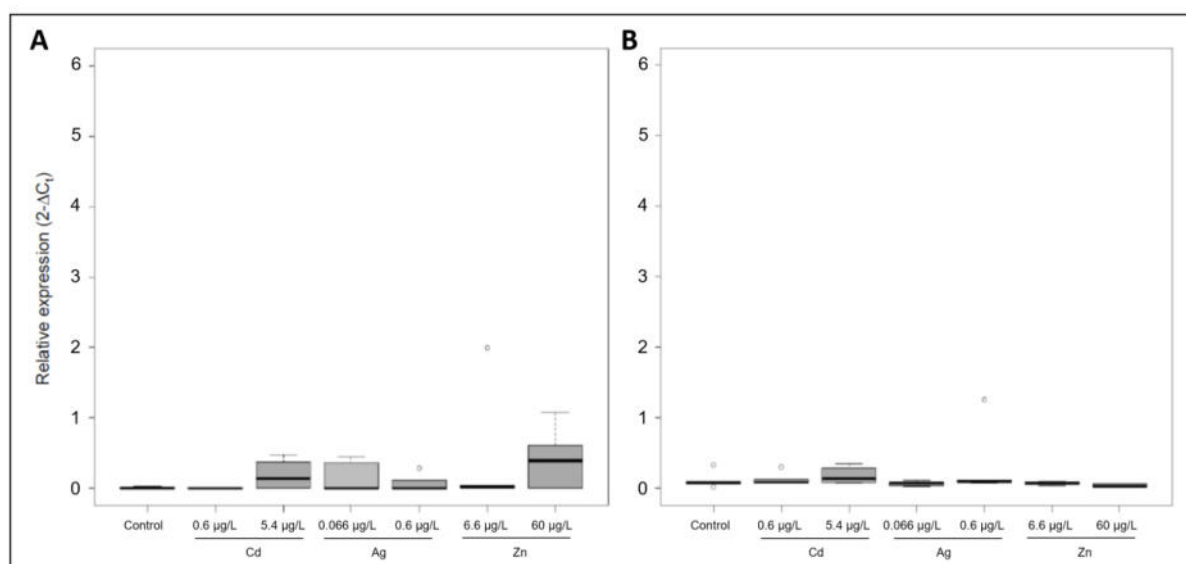 A
B
Relative expression (2-ΔCt)
6
5
4
3
2
1
0
Control
0.6 µg/L
5.4 µg/L
0.066 µg/L
0.6 µg/L
6.6 µg/L
60 µg/L
Cd
Ag
Zn
6
5
4
3
2
1
0
Control
0.6 µg/L
5.4 µg/L
0.066 µg/L
0.6 µg/L
6.6 µg/L
60 µg/L
Cd
Ag
Zn